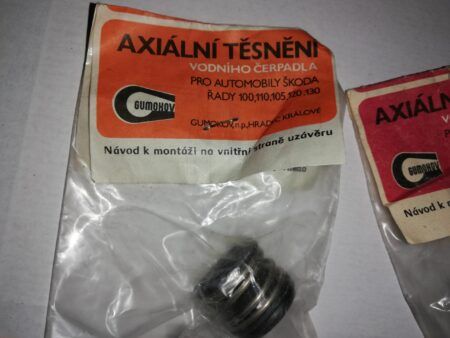 AXIÁLNÍ TĚSNĚNÍ
VODNÍHO ČERPADLA
PRO AUTOMOBILY ŠKODA
ŘADY 100,110,105,120,130
GUMOKOV
GUMOKOV, n.p., HRADEC KRÁLOVÉ
Návod k montáži na vnitřní straně uzávěru
AXIÁLN
V
P
GUMOKOV
Návod k m